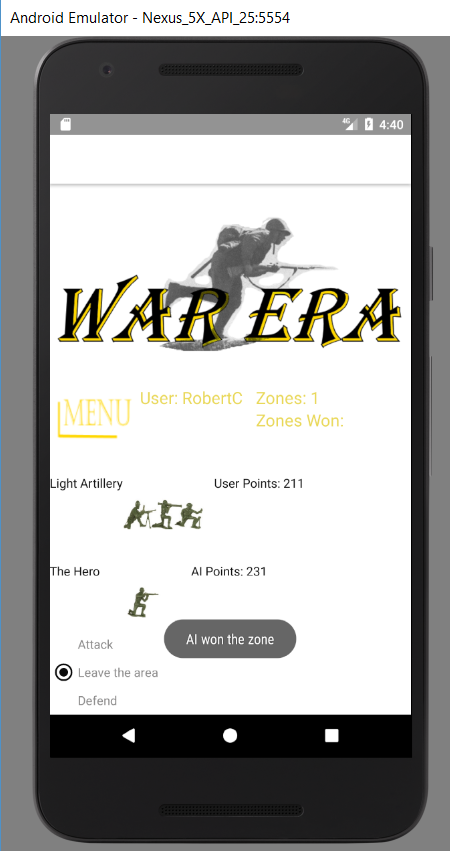 Android Emulator - Nexus_5X_API_25:5554
4G 4:40
WAR ERA
MENU
User: RobertC Zones: 1
Zones Won:
Light Artillery User Points: 211
The Hero AI Points: 231
AI won the zone
Attack
Leave the area
Defend